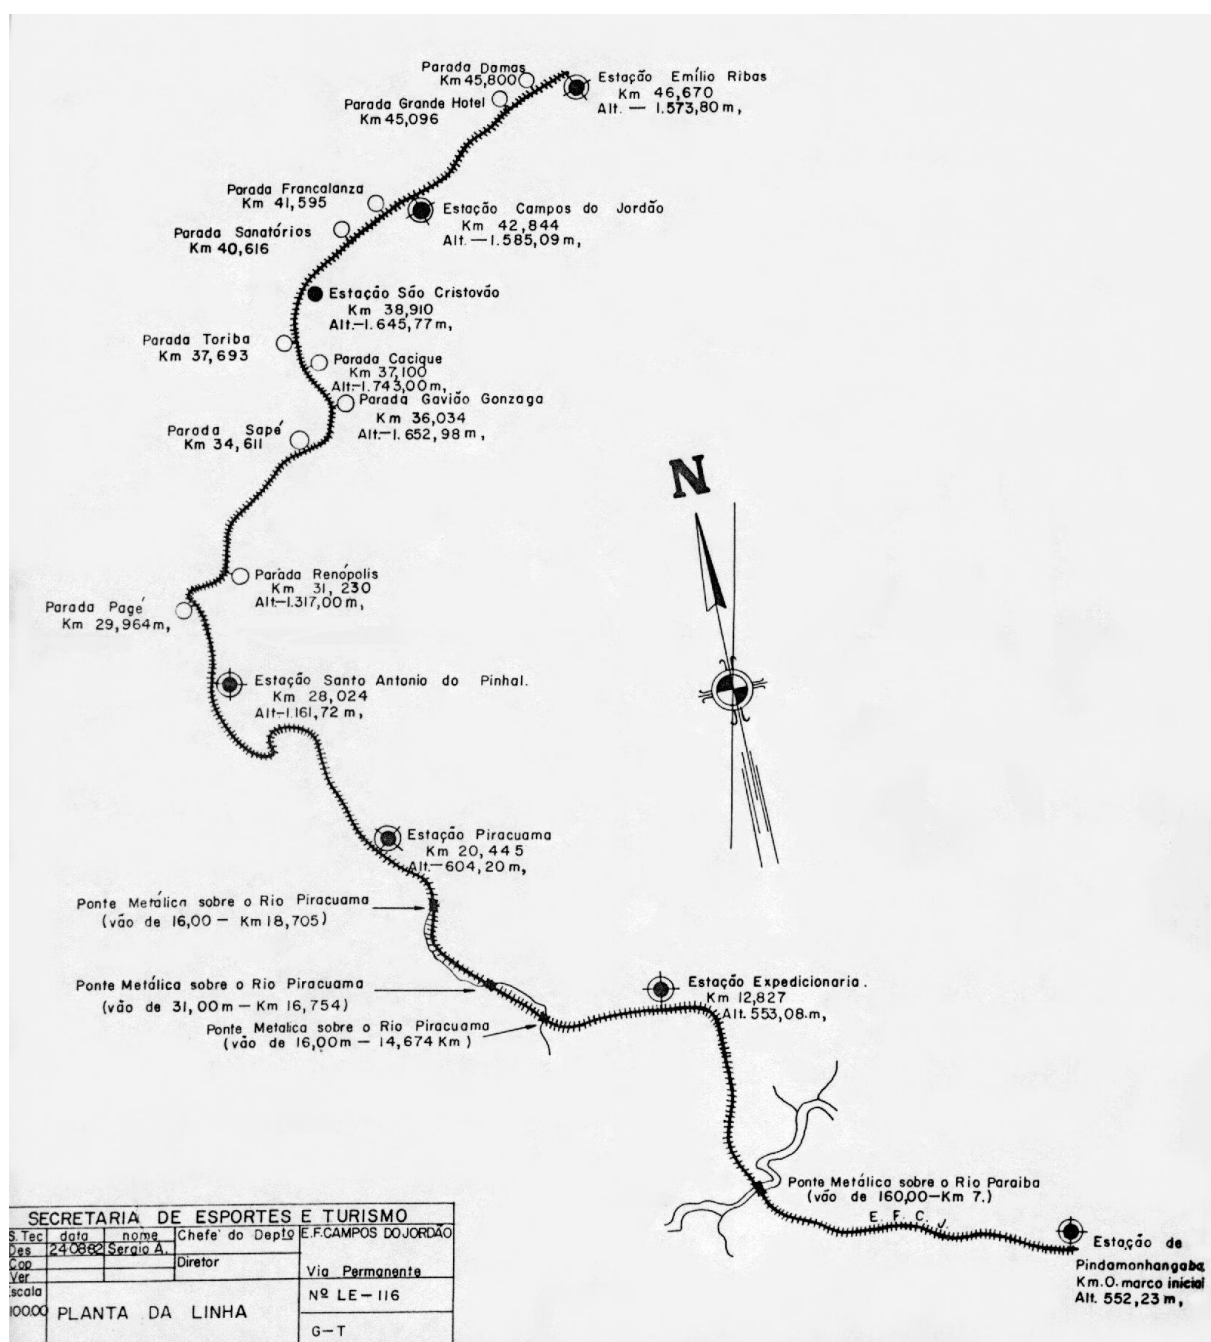 Parada Damas
Km 45,800
Estação Emílio Ribas
Km 46,670
Alt. — 1.573,80 m,
Parada Grande Hotel
Km 45,096
Parada Francalanza
Km 41,595
Estação Campos do Jordão
Km 42,844
Alt. — 1.585,09 m,
Parada Sanatórios
Km 40,616
Estação São Cristovão
Km 38,910
Alt.—1.645,77m,
Parada Toriba
Km 37,693
Parada Cacique
Km 37,100
Alt.—1.743,00m,
Parada Gavião Gonzaga
Km 36,034
Alt.—1.652,98 m,
Parada Sapé
Km 34,611
N
Parada Renópolis
Km 31,230
Alt—1.317,00 m,
Parada Pagé
Km 29,964m,
Estação Santo Antonio do Pinhal.
Km 28,024
Alt—1.161,72 m,
Estação Piracuama
Km 20,445
Alt.—604,20m,
Ponte Metálica sobre o Rio Piracuama
(vão de 16,00 — Km 18,705)
Ponte Metálica sobre o Rio Piracuama
(vão de 31,00m — Km 16,754)
Ponte Metalica sobre o Rio Piracuama
(vão de 16,00m — 14,674 Km)
Estação Expedicionaria.
Km 12,827
Alt. 553,08.m,
Ponte Metálica sobre o Rio Paraiba
(vão de 160,00—Km 7.)
E. F. C. J.
Estação de
Pindamonhangaba
Km.O. marco inicial
Alt. 552,23 m,
SECRETARIA DE ESPORTES E TURISMO
S. Tec data nome Chefe do Depto E.F.CAMPOS DO JORDÃO
Des 240882 Sergio A.
Cop Diretor
Ver Via Permanente
Escala Nº LE—116
10000 PLANTA DA LINHA
G—T